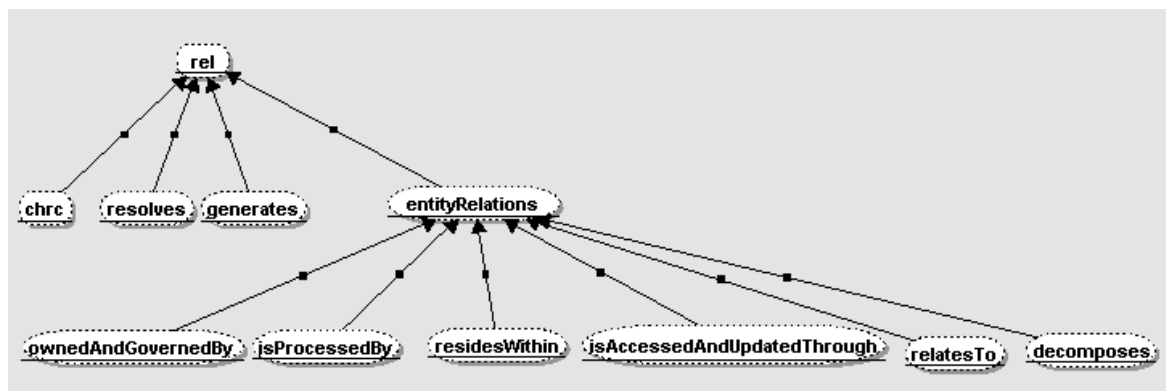 rel
chrc
resolves
generates
entityRelations
ownedAndGovernedBy
isProcessedBy
residesWithin
isAccessedAndUpdatedThrough
relatesTo
decomposes